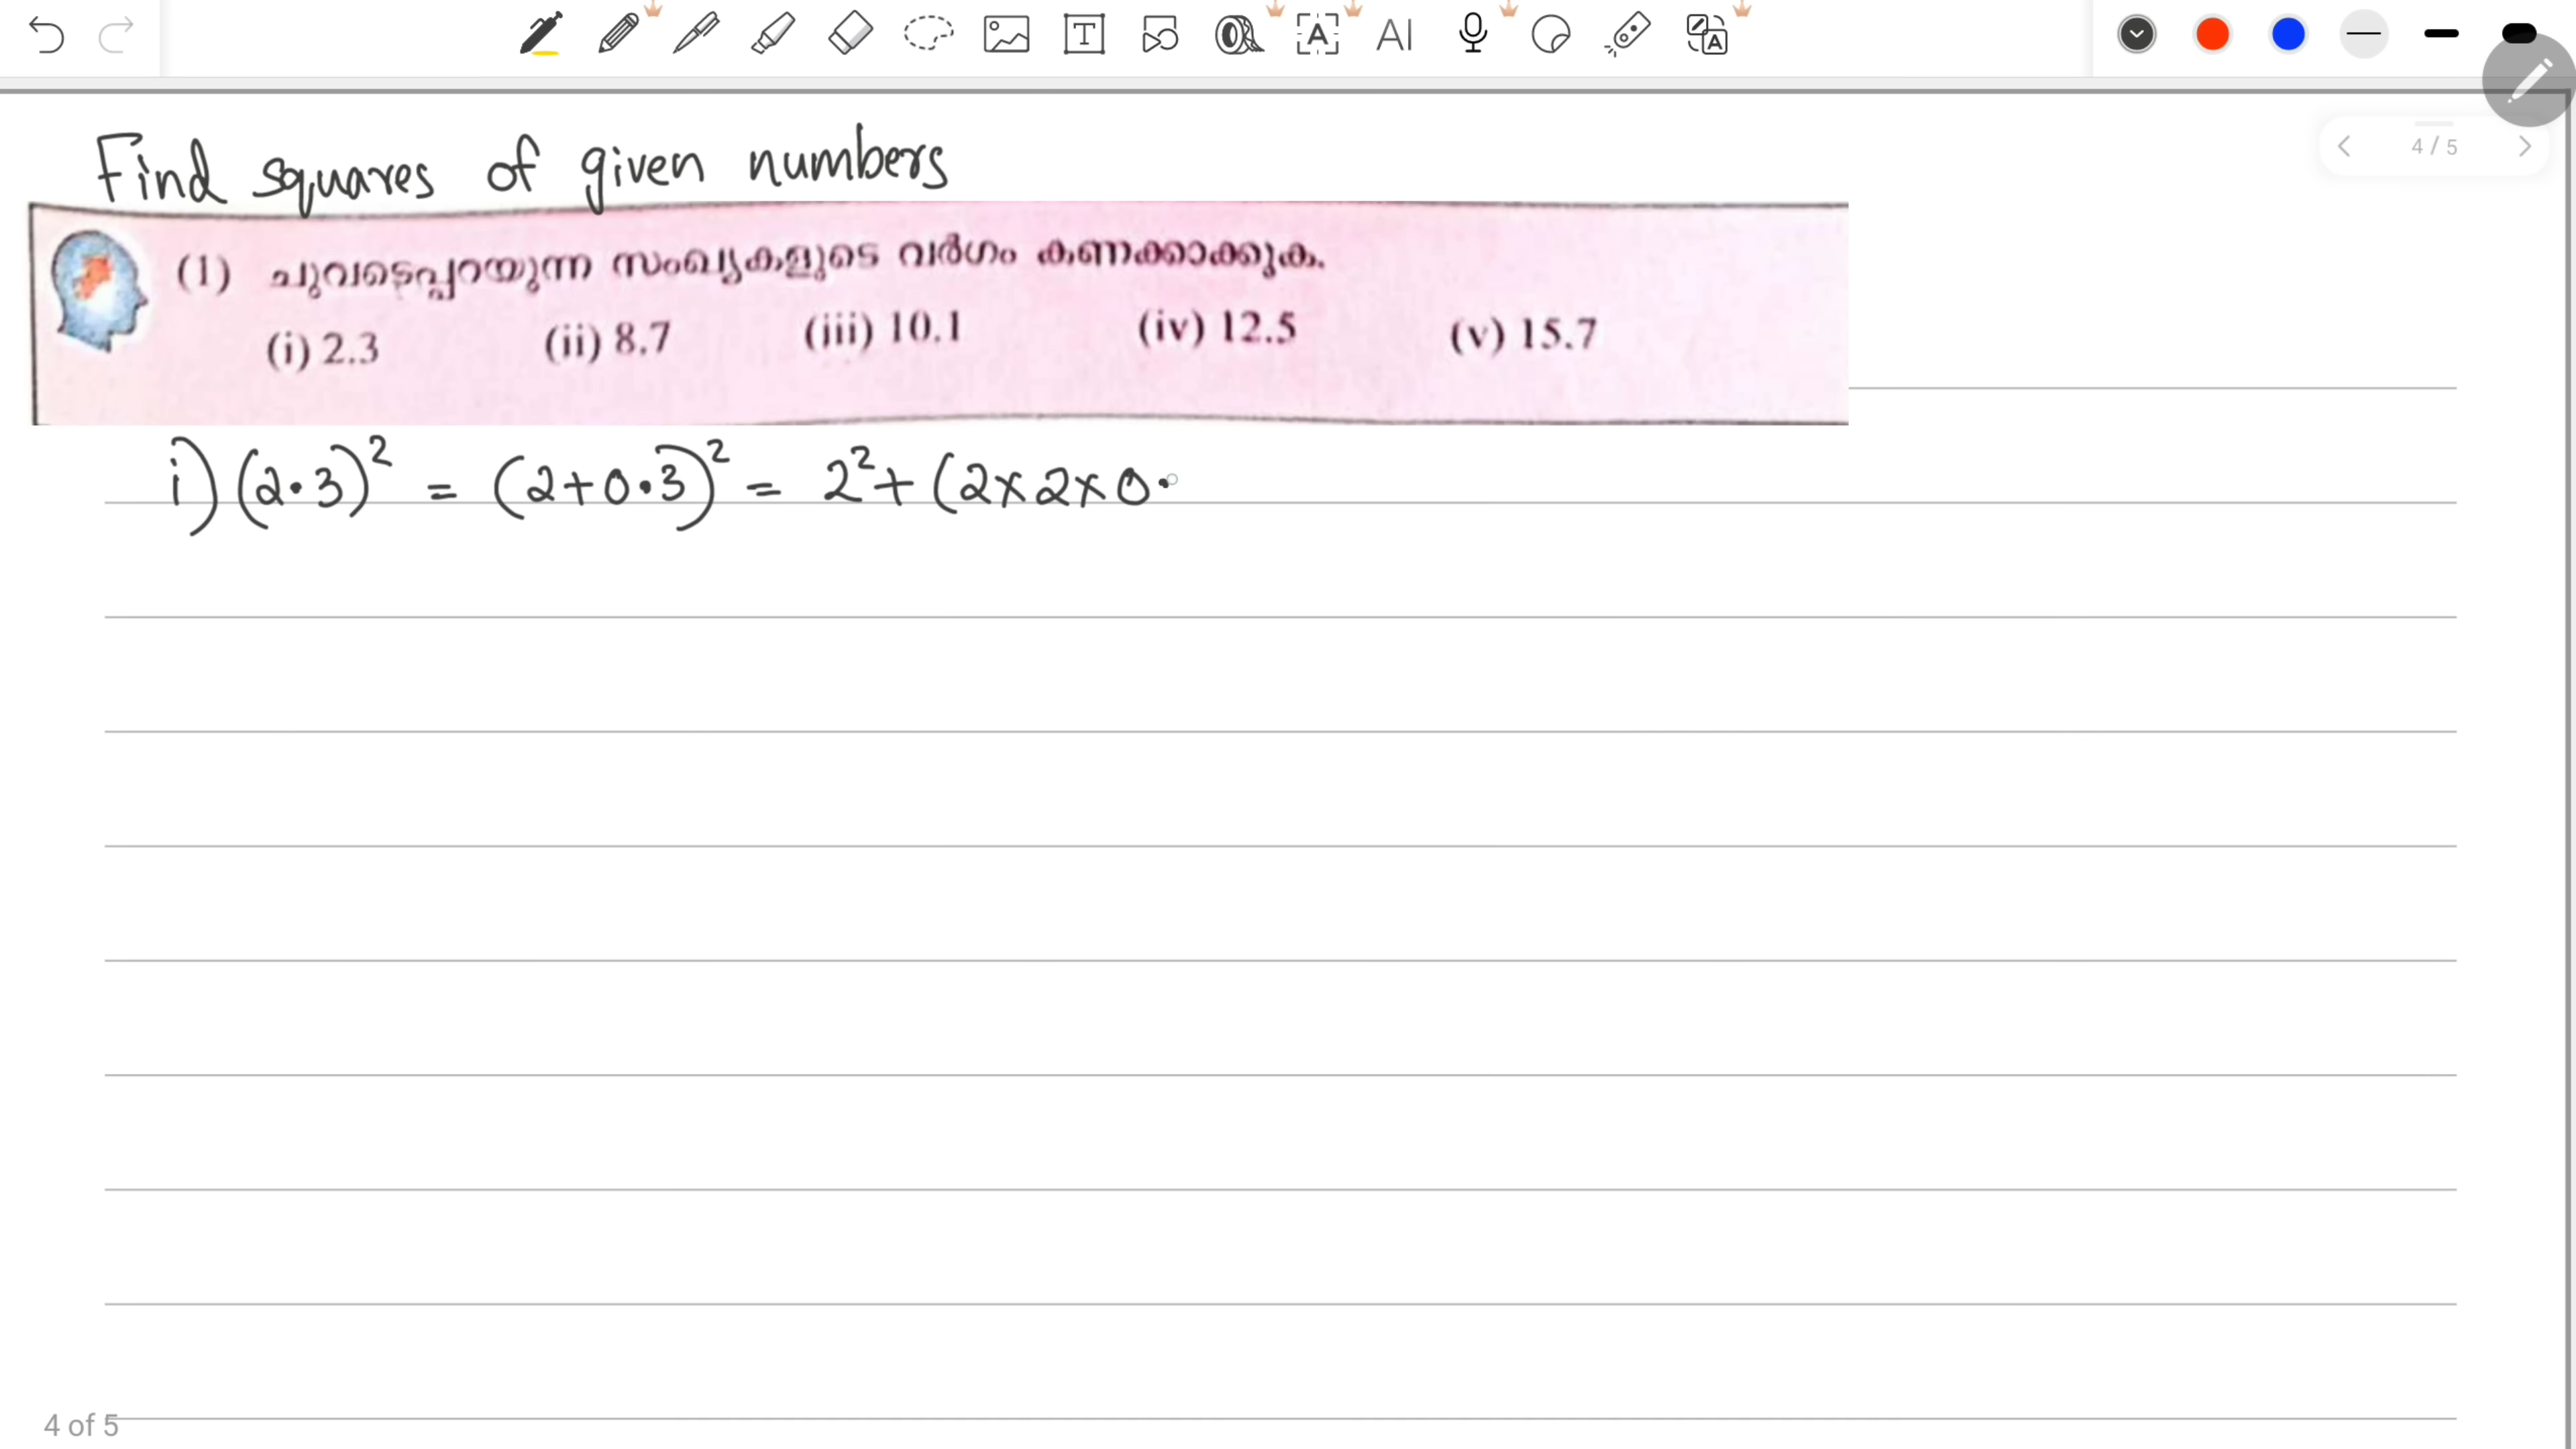 4 / 5
Find squares of given numbers
(1) ചുവടെപ്പറയുന്ന സംഖ്യകളുടെ വർഗം കണക്കാക്കുക.
(i) 2.3 (ii) 8.7 (iii) 10.1 (iv) 12.5 (v) 15.7
i) (2·3)² = (2+0·3)² = 2² + (2×2×0·
4 of 5